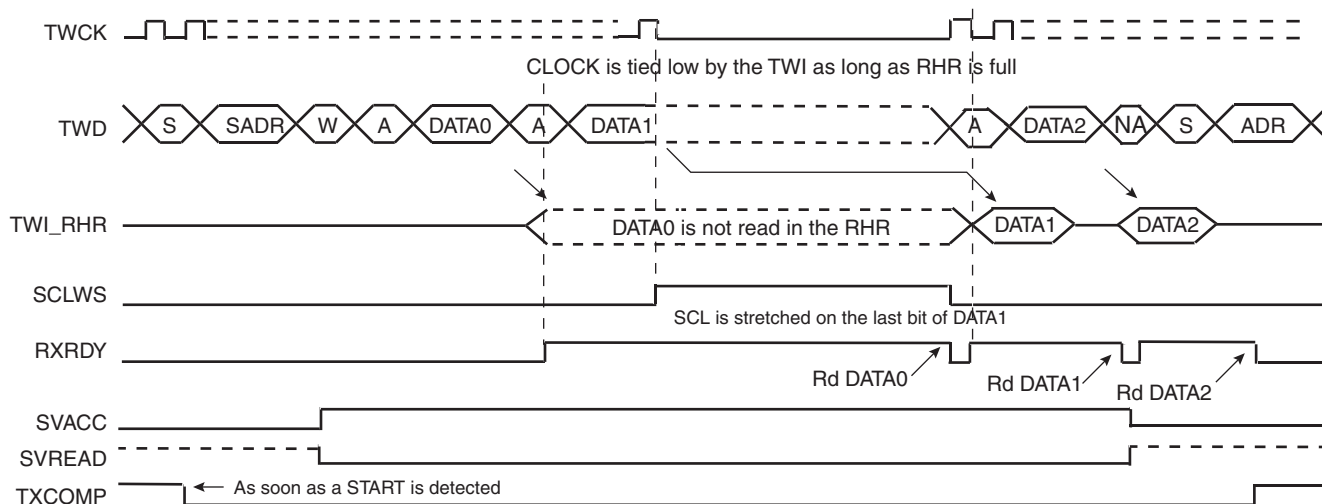 TWCK
CLOCK is tied low by the TWI as long as RHR is full
TWD S SADR W A DATA0 A DATA1 A DATA2 NA S ADR
TWI_RHR DATA0 is not read in the RHR DATA1 DATA2
SCLWS
SCL is stretched on the last bit of DATA1
RXRDY
Rd DATA0 Rd DATA1 Rd DATA2
SVACC
SVREAD
TXCOMP As soon as a START is detected